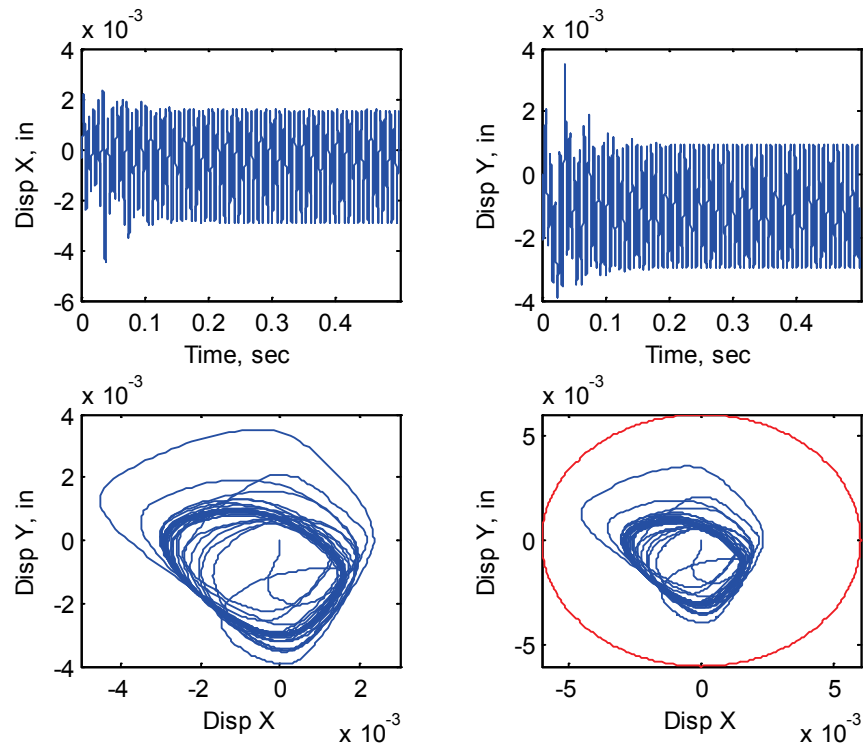 x 10-3
4
2
0
-2
-4
-6
0 0.1 0.2 0.3 0.4
Time, sec
Disp X, in
x 10-3
4
2
0
-2
-4
0 0.1 0.2 0.3 0.4
Time, sec
Disp Y, in
x 10-3
4
2
0
-2
-4
-4 -2 0 2
Disp X
x 10-3
Disp Y, in
x 10-3
5
0
-5
-5 0 5
Disp X
x 10-3
Disp Y, in